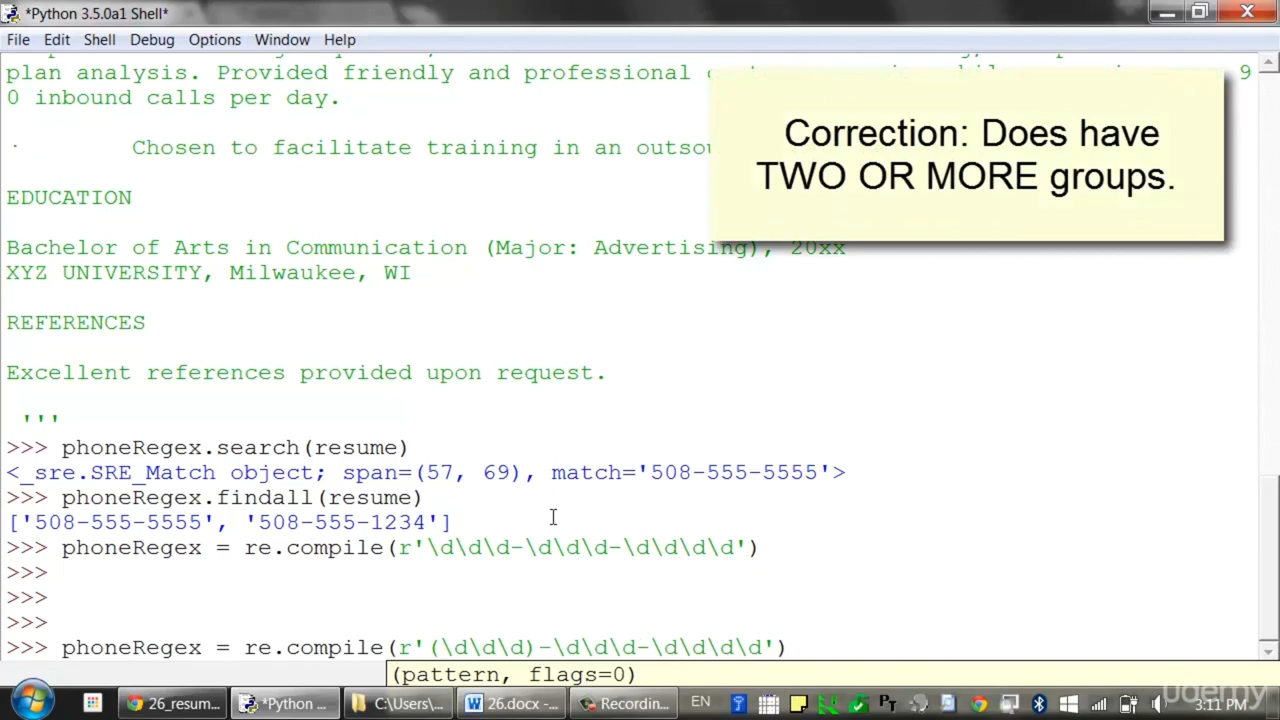 *Python 3.5.0a1 Shell*
File Edit Shell Debug Options Window Help
plan analysis. Provided friendly and professional 9
0 inbound calls per day.
Correction: Does have
TWO OR MORE groups.
· Chosen to facilitate training in an outsou
EDUCATION
Bachelor of Arts in Communication (Major: Advertising), 20xx
XYZ UNIVERSITY, Milwaukee, WI
REFERENCES
Excellent references provided upon request.
'''
>>> phoneRegex.search(resume)
<_sre.SRE_Match object; span=(57, 69), match='508-555-5555'>
>>> phoneRegex.findall(resume)
['508-555-5555', '508-555-1234']
>>> phoneRegex = re.compile(r'\d\d\d-\d\d\d-\d\d\d\d')
>>>
>>>
>>>
>>> phoneRegex = re.compile(r'(\d\d\d)-\d\d\d-\d\d\d\d')
(pattern, flags=0)
26_resum... *Python ... C:\Users\... 26.docx -... Recordin... EN 3:11 PM
udemy